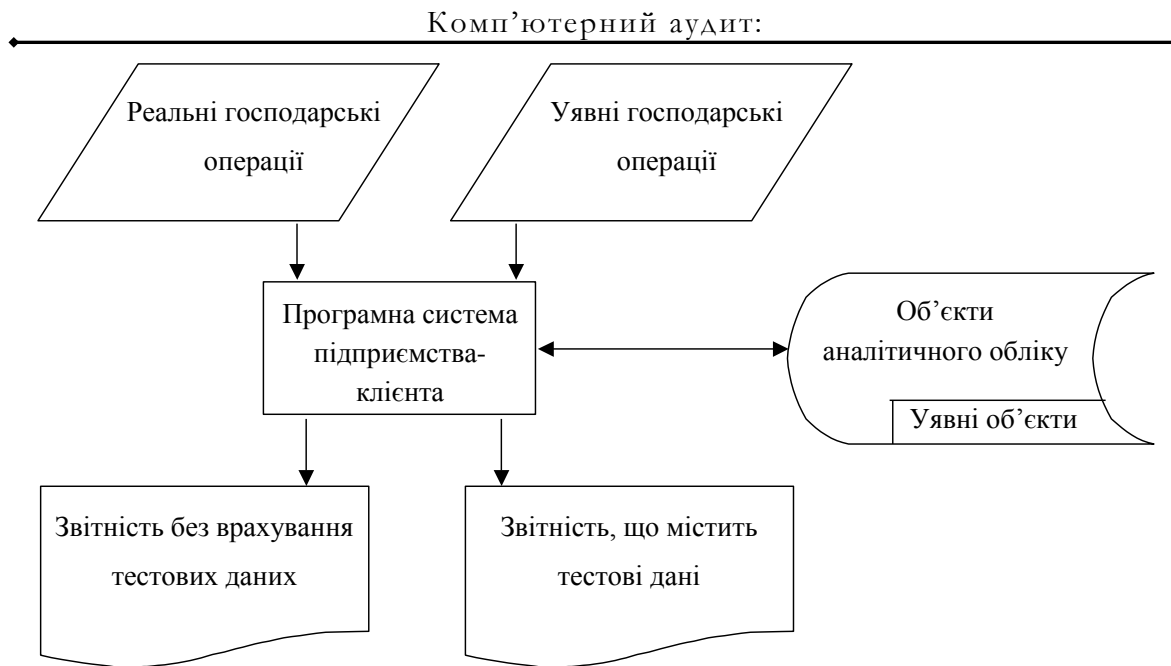 Комп’ютерний аудит:
Реальні господарські
операції
Уявні господарські
операції
Програмна система
підприємства-
клієнта
Об’єкти
аналітичного обліку
Уявні об’єкти
Звітність без врахування
тестових даних
Звітність, що містить
тестові дані